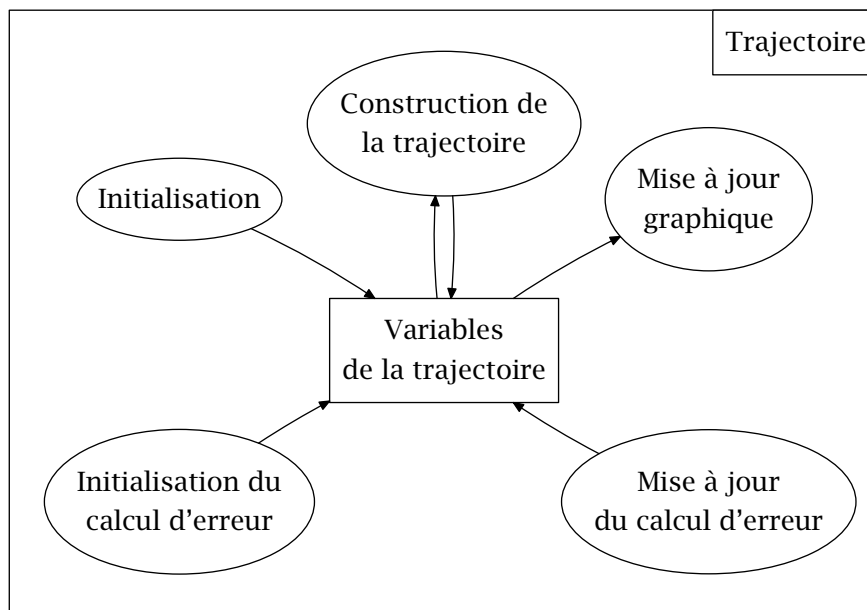 Trajectoire
Construction de
la trajectoire
Initialisation
Mise à jour
graphique
Variables
de la trajectoire
Initialisation du
calcul d’erreur
Mise à jour
du calcul d’erreur